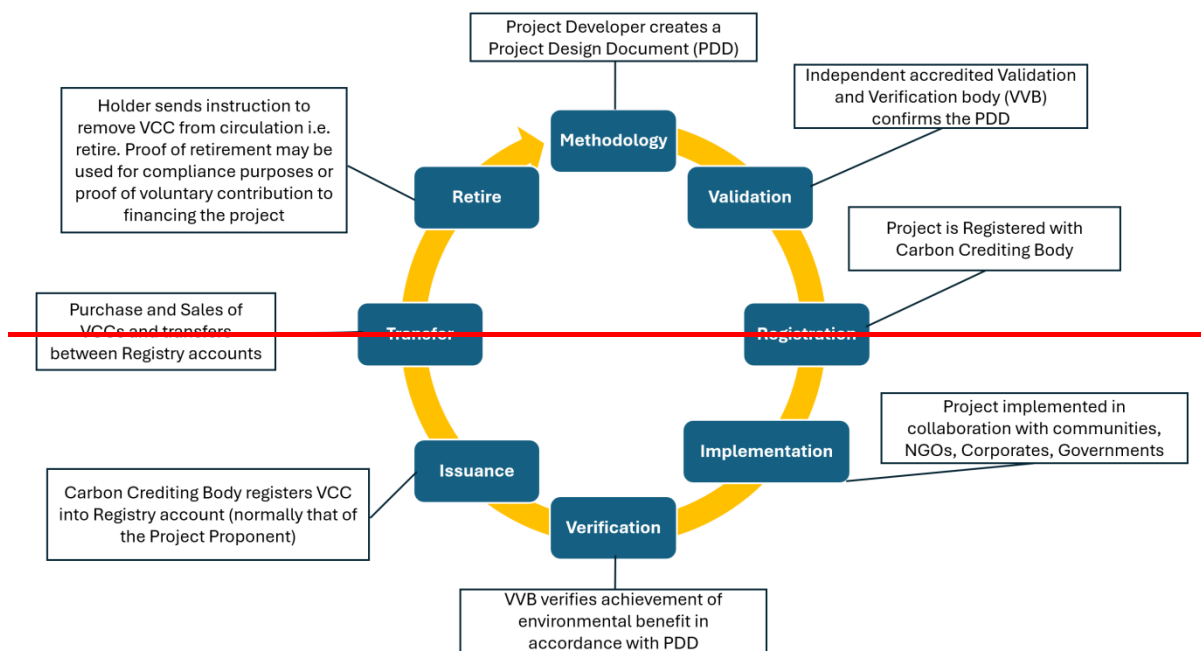 Project Developer creates a
Project Design Document (PDD)
Independent accredited Validation
and Verification body (VVB)
confirms the PDD
Holder sends instruction to
remove VCC from circulation i.e.
retire. Proof of retirement may be
used for compliance purposes or
proof of voluntary contribution to
financing the project
Methodology
Retire
Validation
Project is Registered with
Carbon Crediting Body
Purchase and Sales of
VCCs and transfers
between Registry accounts
Transfer
Registration
Project implemented in
collaboration with communities,
NGOs, Corporates, Governments
Implementation
Issuance
Carbon Crediting Body registers VCC
into Registry account (normally that of
the Project Proponent)
Verification
VVB verifies achievement of
environmental benefit in
accordance with PDD